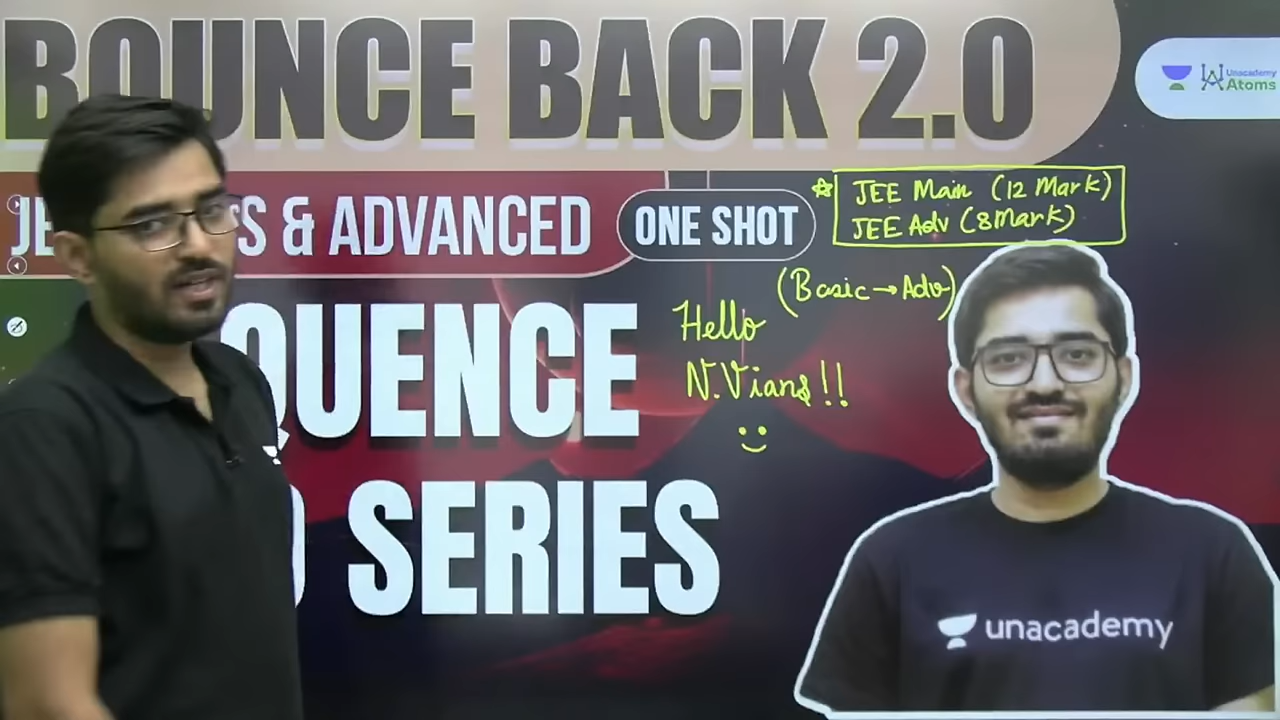 BOUNCE BACK 2.0
Unacademy
Atoms
S & ADVANCED
ONE SHOT
JEE Main (12 Mark)
JEE Adv (8 Mark)
(Basic → Adv)
Hello
N.Vians!!
QUENCE
SERIES
unacademy